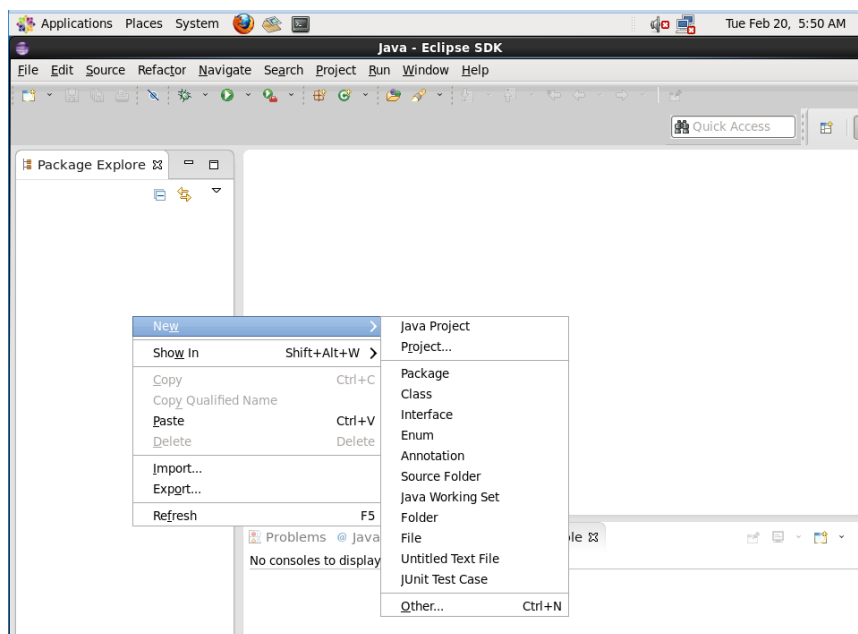 Applications Places System Tue Feb 20, 5:50 AM
Java - Eclipse SDK
File Edit Source Refactor Navigate Search Project Run Window Help
Quick Access
Package Explore
New
Show In Shift+Alt+W
Copy Ctrl+C
Copy Qualified Name
Paste Ctrl+V
Delete Delete
Import...
Export...
Refresh F5
Java Project
Project...
Package
Class
Interface
Enum
Annotation
Source Folder
Java Working Set
Folder
File
Untitled Text File
JUnit Test Case
Other... Ctrl+N
Problems @ Java
No consoles to display